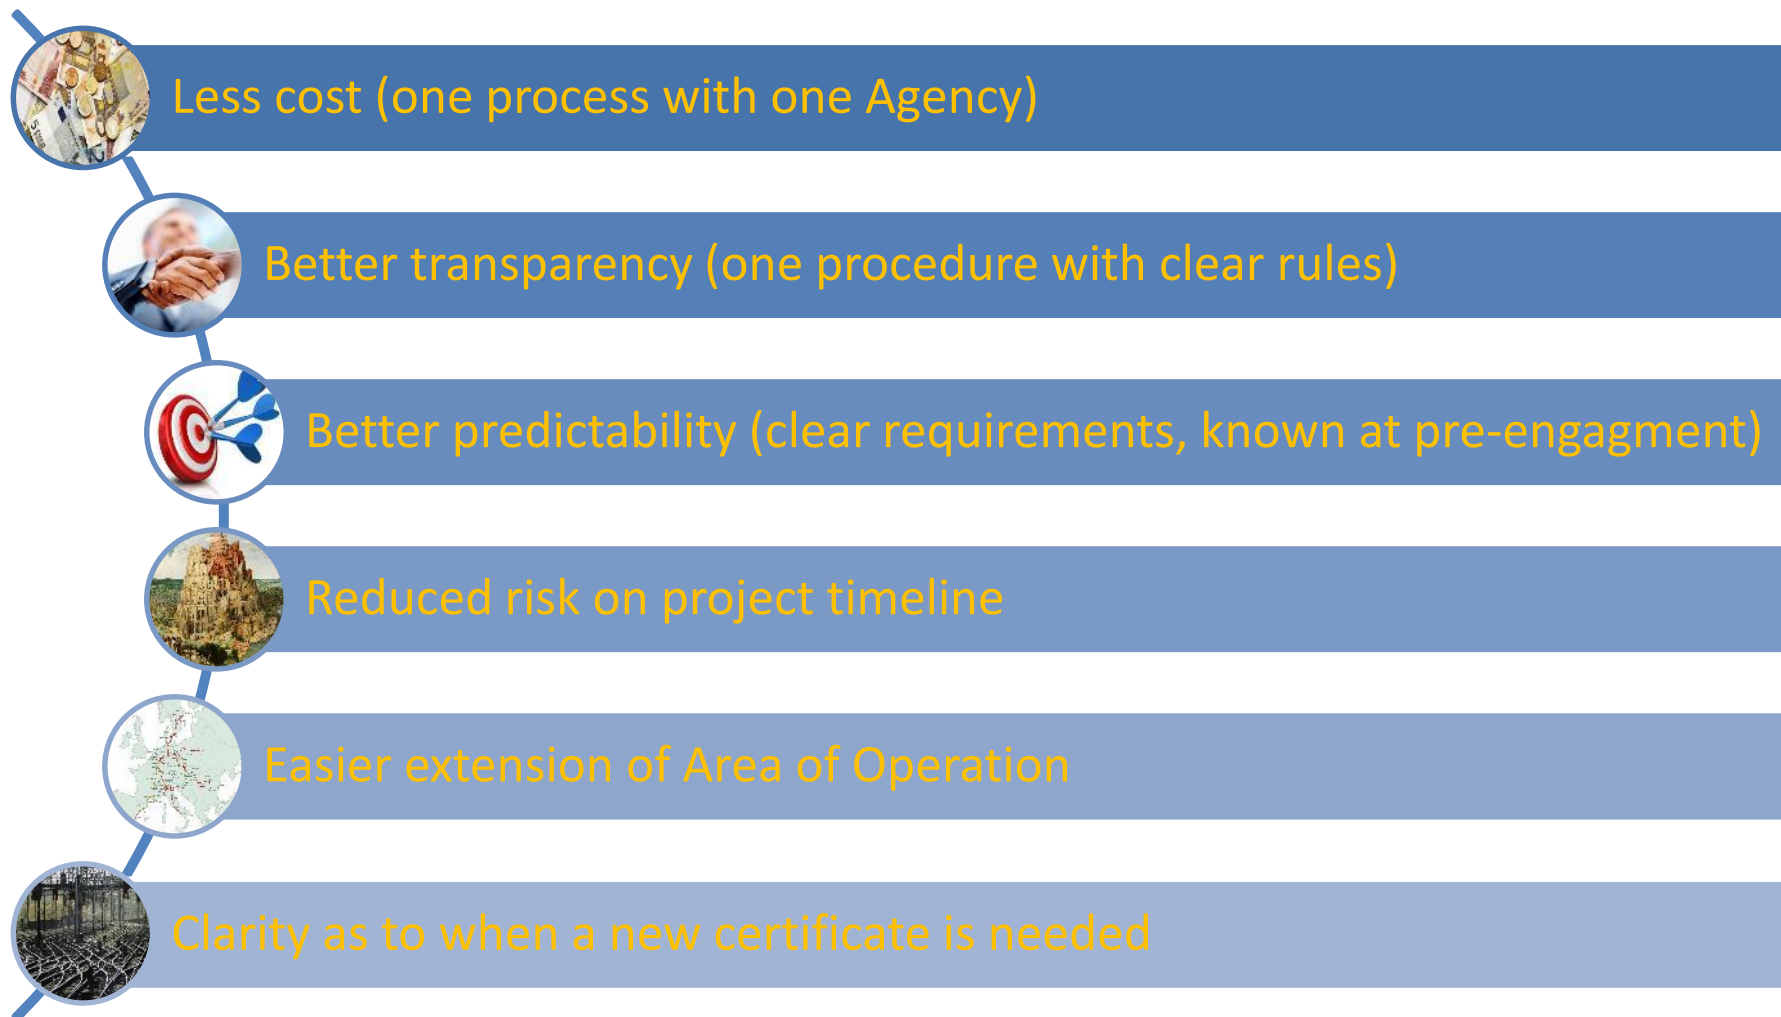 Less cost (one process with one Agency)
Better transparency (one procedure with clear rules)
Better predictability (clear requirements, known at pre-engagment)
Reduced risk on project timeline
Easier extension of Area of Operation
Clarity as to when a new certificate is needed